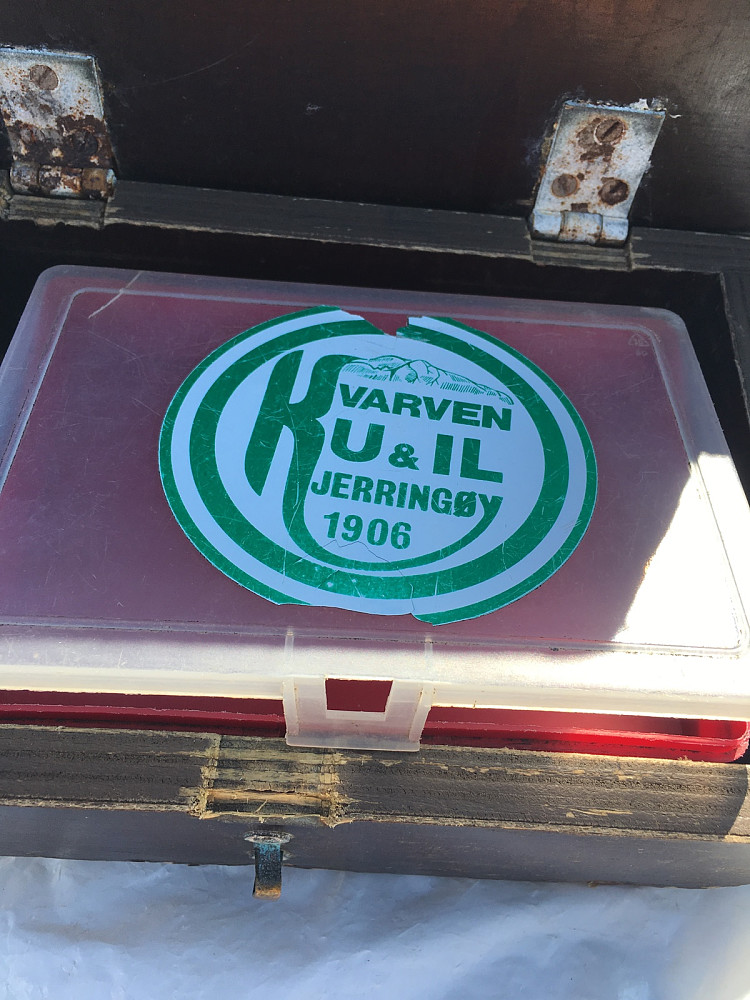 KVARVEN
U & IL
JERRINGØY
1906